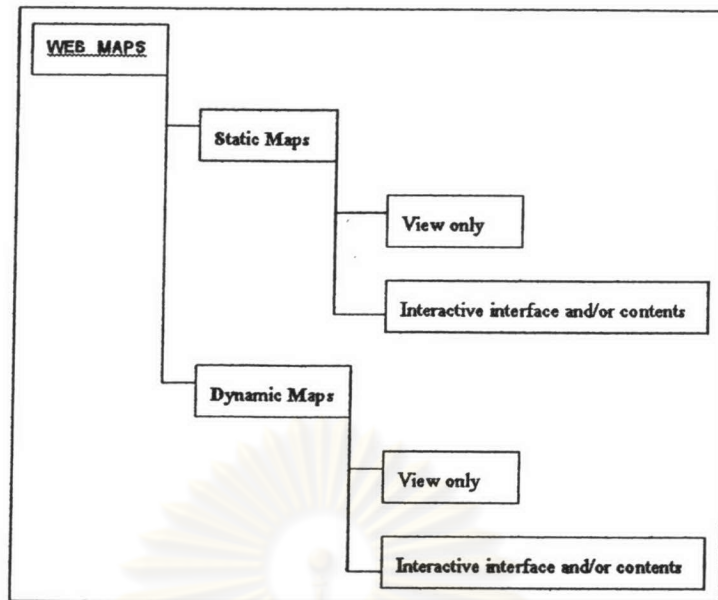 WEB MAPS
Static Maps
View only
Interactive interface and/or contents
Dynamic Maps
View only
Interactive interface and/or contents